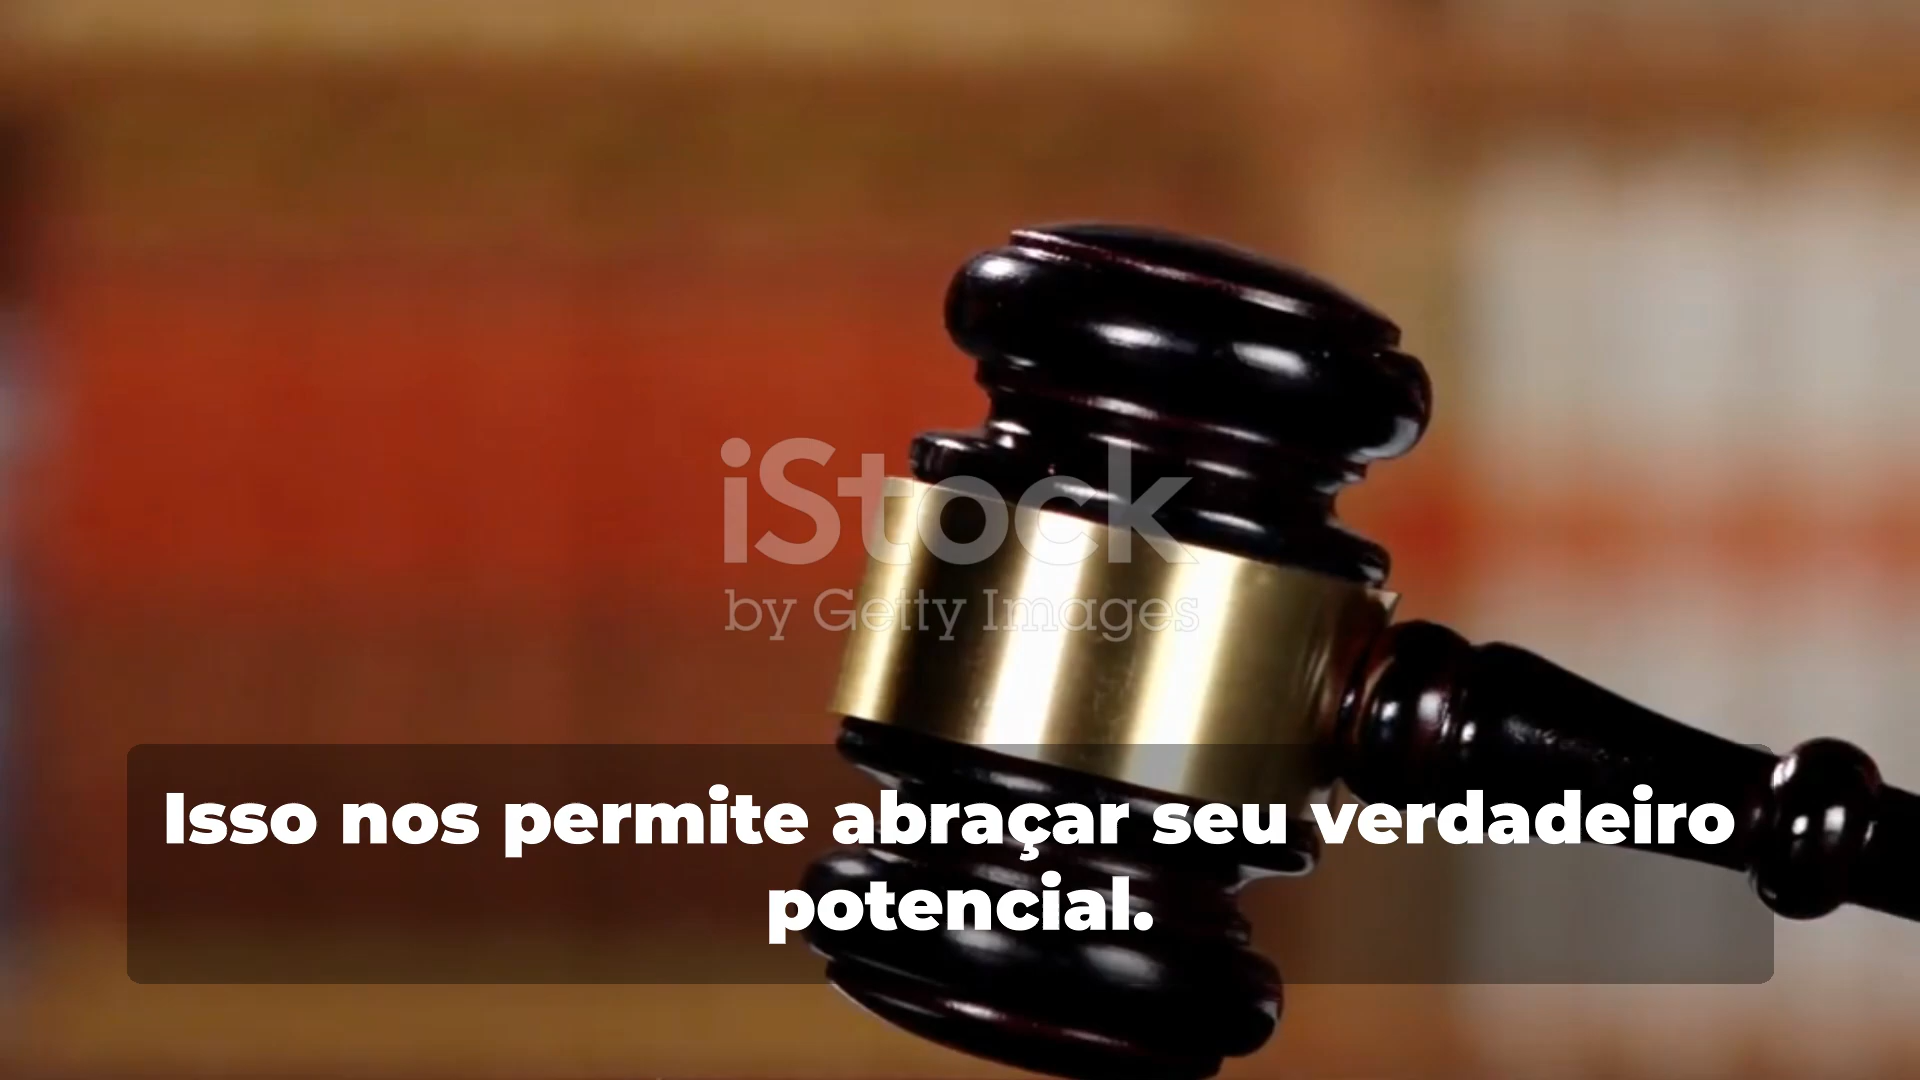 iStock
by Getty Images
Isso nos permite abraçar seu verdadeiro
potencial.